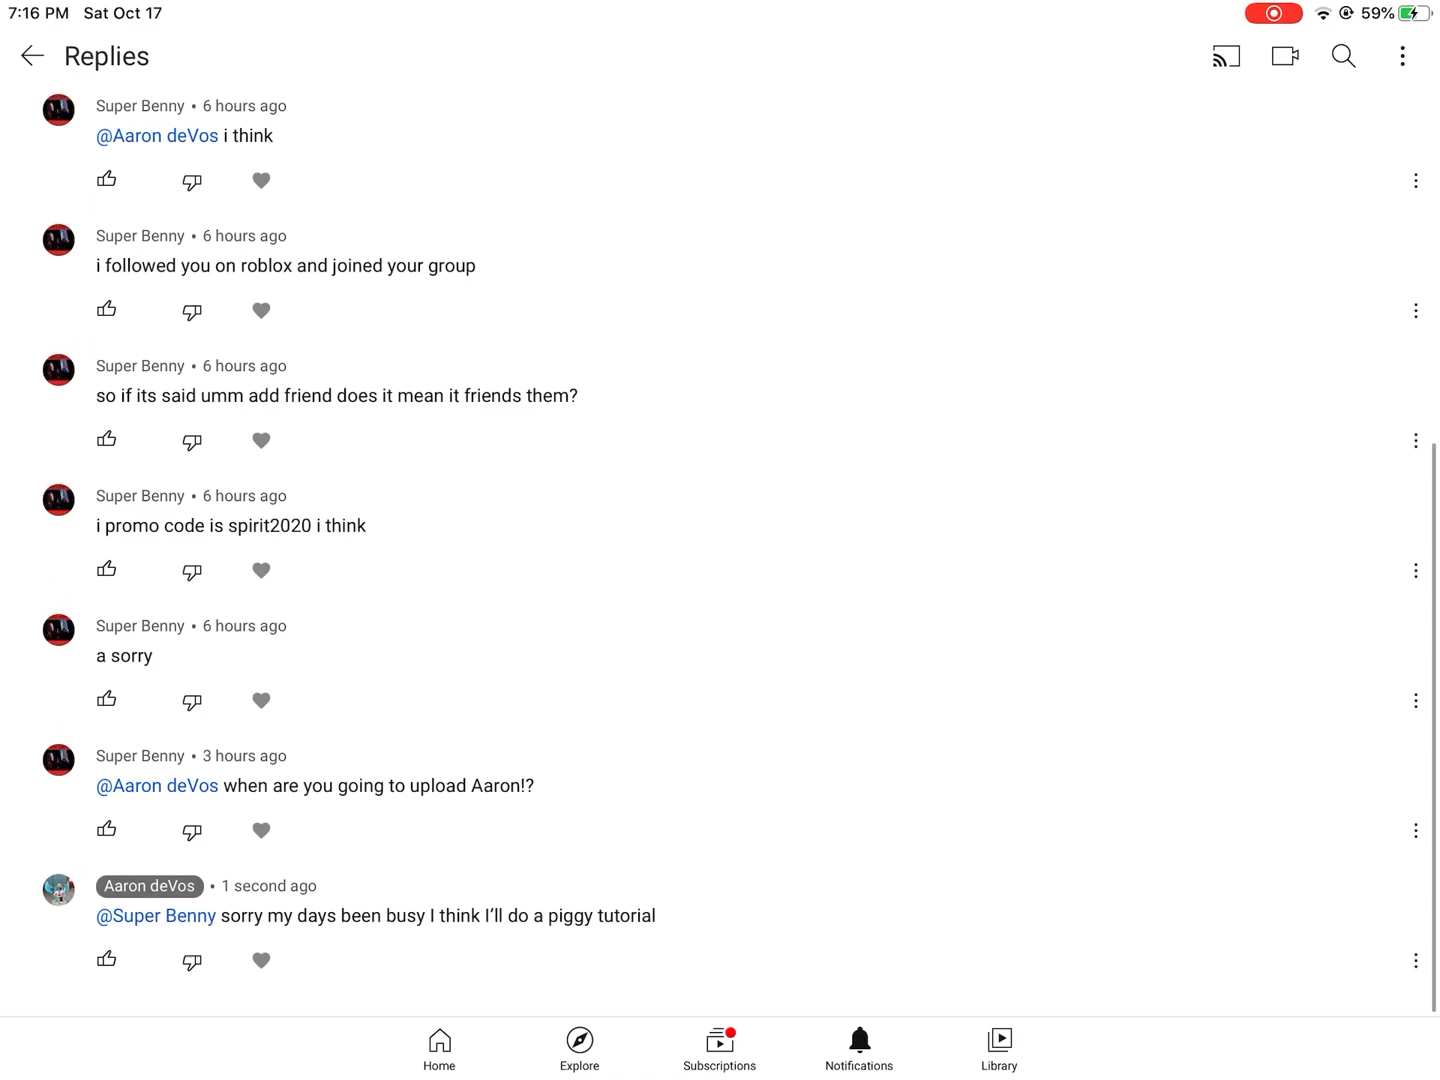 7:16 PM Sat Oct 17
59%
Replies
Super Benny • 6 hours ago
@Aaron deVos i think
Super Benny • 6 hours ago
i followed you on roblox and joined your group
Super Benny • 6 hours ago
so if its said umm add friend does it mean it friends them?
Super Benny • 6 hours ago
i promo code is spirit2020 i think
Super Benny • 6 hours ago
a sorry
Super Benny • 3 hours ago
@Aaron deVos when are you going to upload Aaron!?
Aaron deVos • 1 second ago
@Super Benny sorry my days been busy I think I’ll do a piggy tutorial
Home Explore Subscriptions Notifications Library